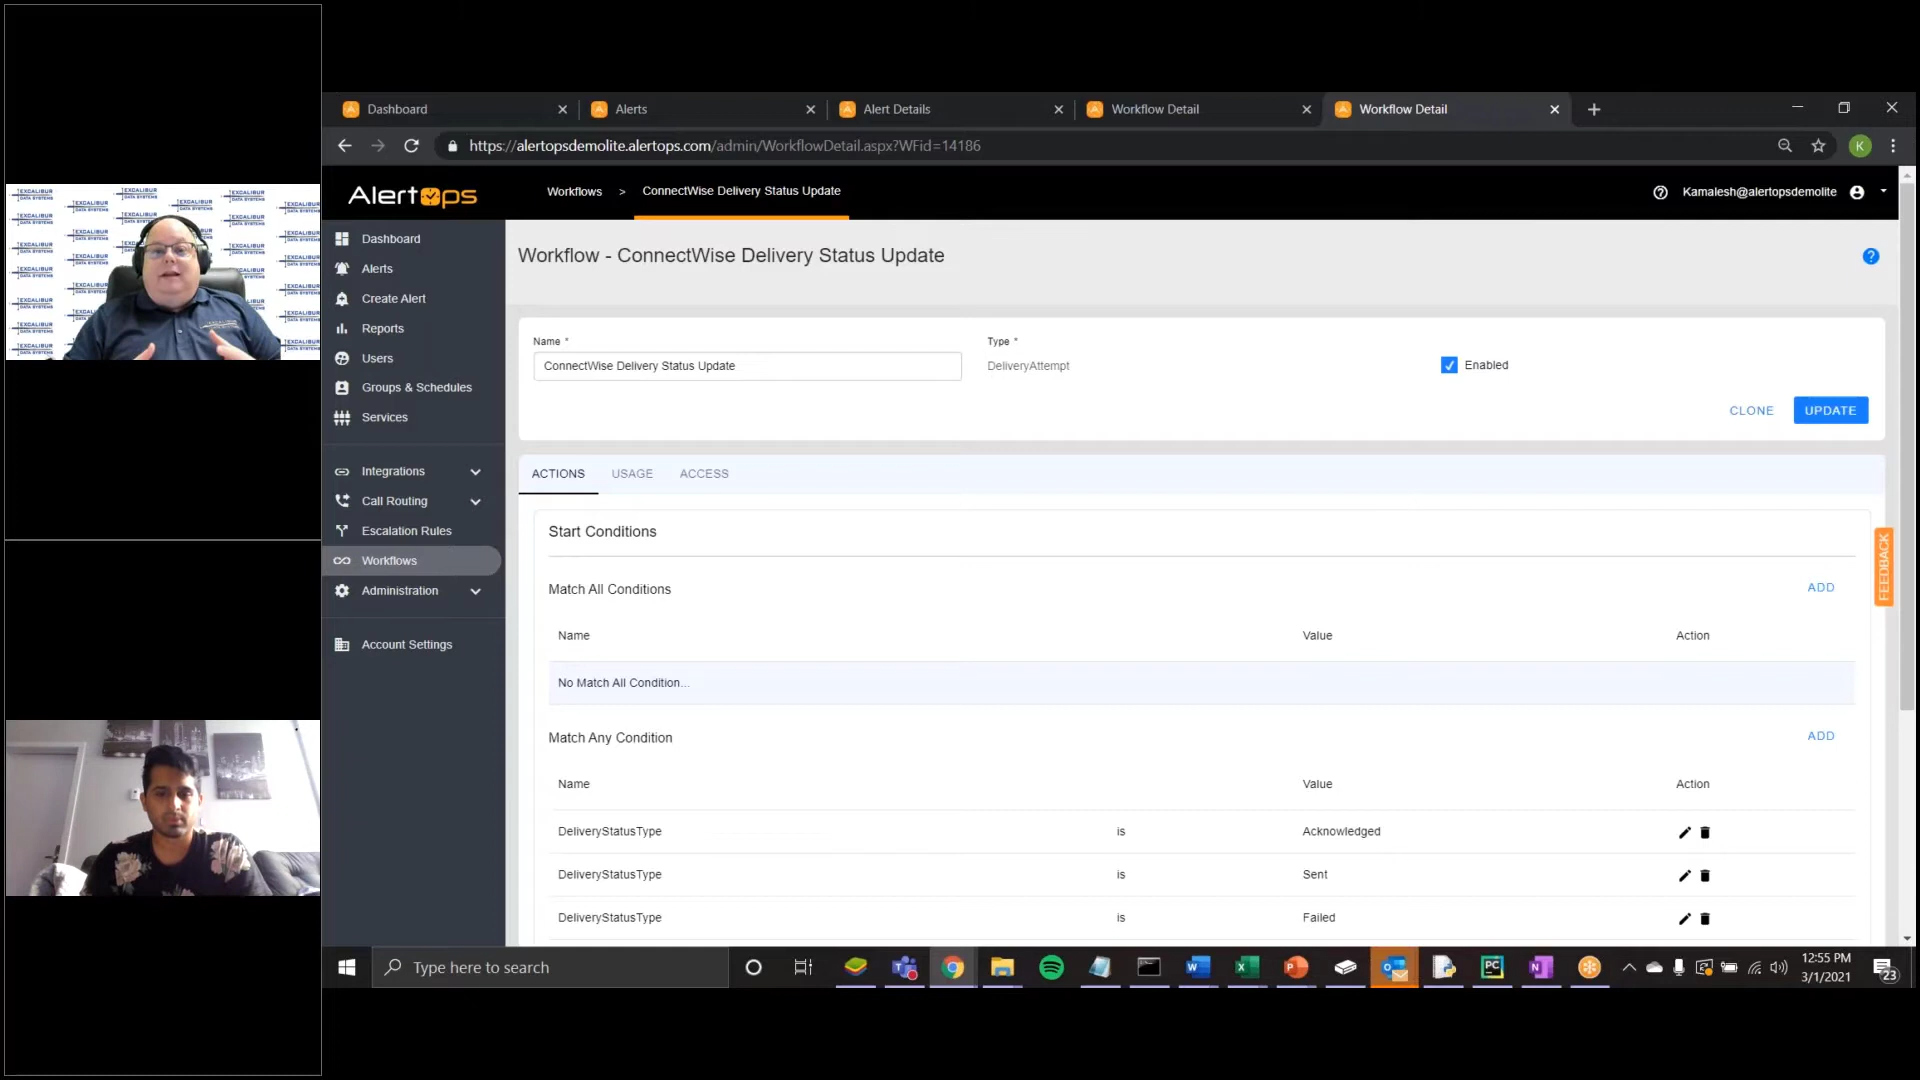 EXCALIBUR
DATA SYSTEMS
Dashboard
Alerts
Alert Details
Workflow Detail
Workflow Detail
https://alertopsdemolite.alertops.com/admin/WorkflowDetail.aspx?WFid=14186
K
AlertOps
Workflows > ConnectWise Delivery Status Update
Kamalesh@alertopsdemolite
Dashboard
Alerts
Create Alert
Reports
Users
Groups & Schedules
Services
Integrations
Call Routing
Escalation Rules
Workflows
Administration
Account Settings
Workflow - ConnectWise Delivery Status Update
?
Name *
ConnectWise Delivery Status Update
Type *
DeliveryAttempt
Enabled
CLONE
UPDATE
ACTIONS USAGE ACCESS
Start Conditions
Match All Conditions
ADD
Name Value Action
No Match All Condition...
Match Any Condition
ADD
Name Value Action
DeliveryStatusType is Acknowledged
DeliveryStatusType is Sent
DeliveryStatusType is Failed
FEEDBACK
Type here to search
12:55 PM
3/1/2021
23